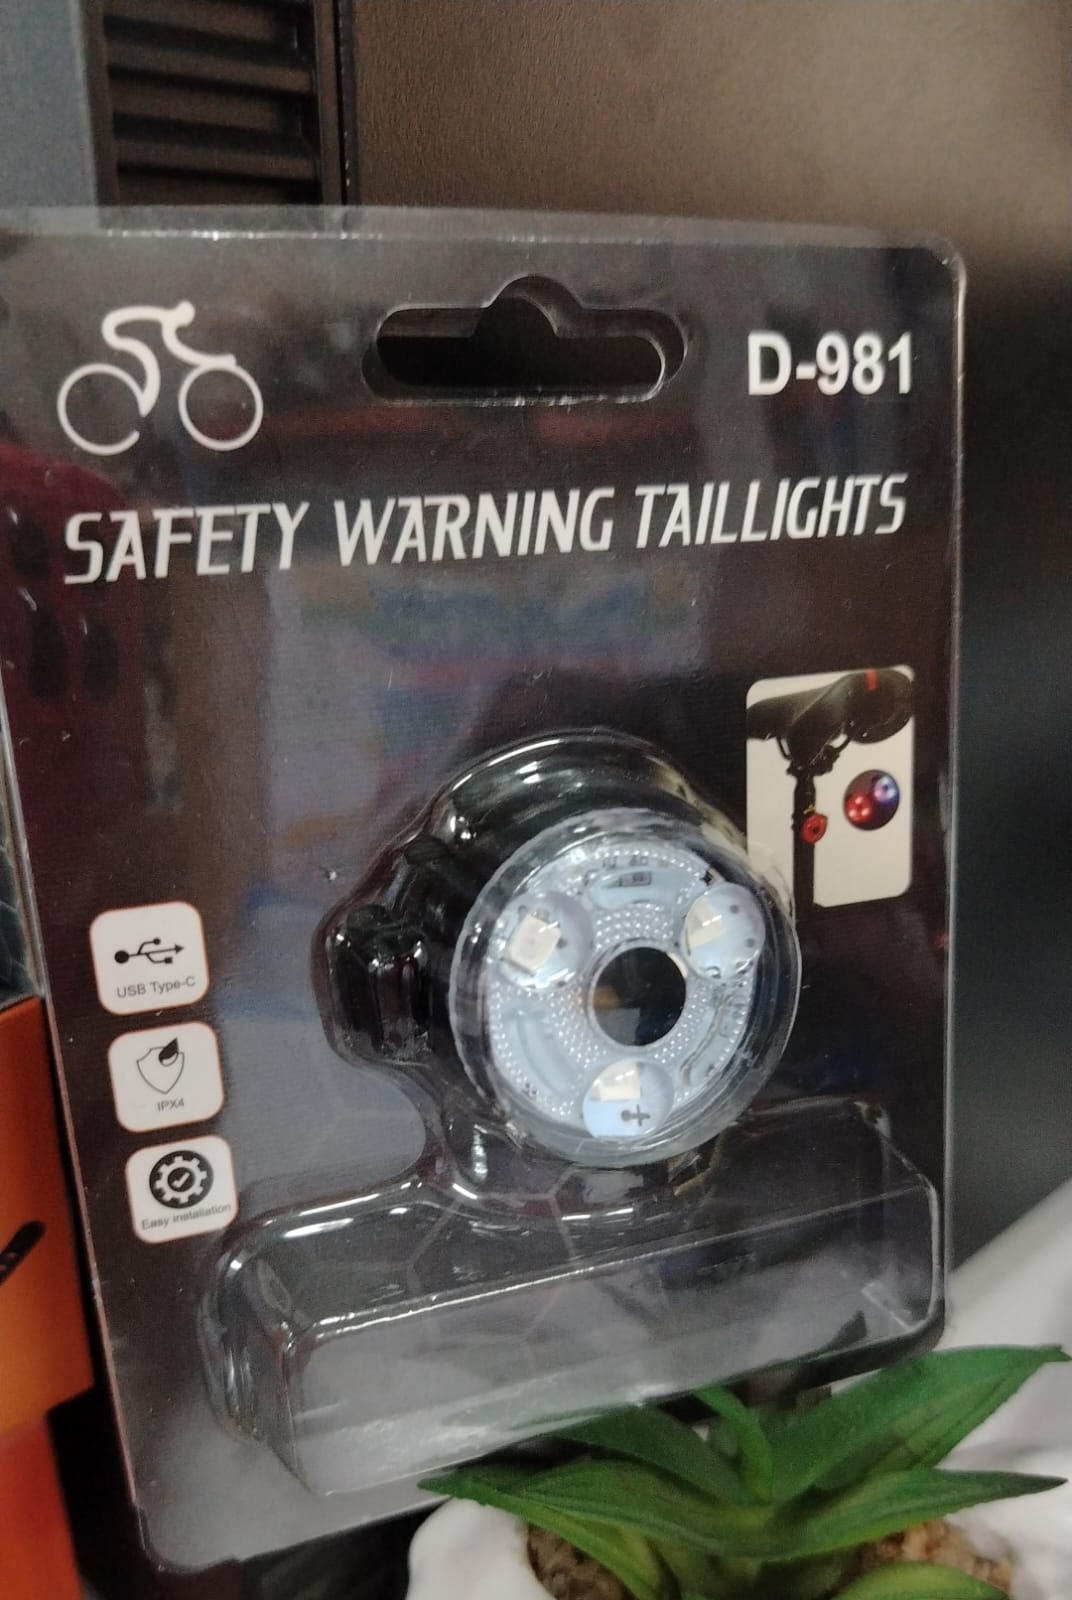 D-981
SAFETY WARNING TAILLIGHTS
USB Type-C
IPX4
Easy installation